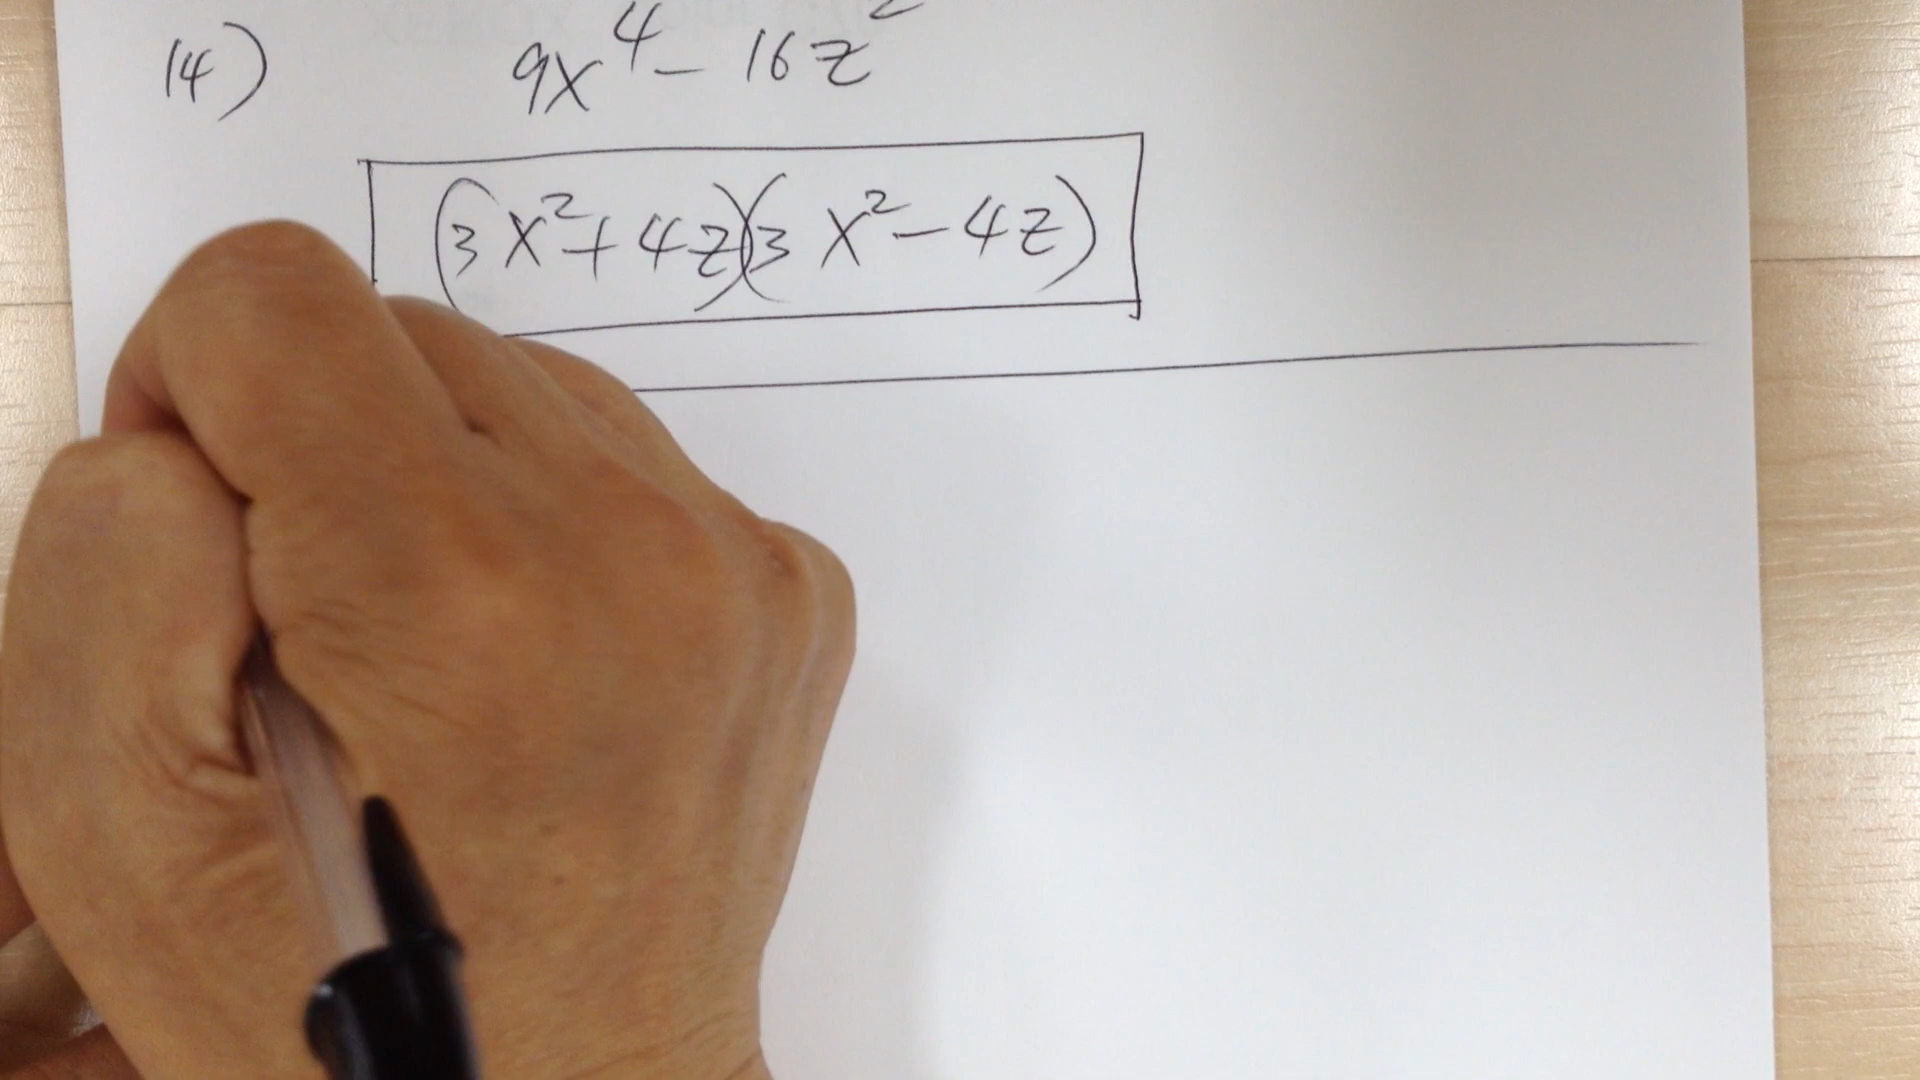 14) 9x⁴ - 16z²
(3x² + 4z)(3x² - 4z)